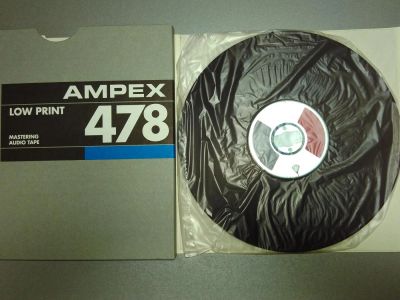 AMPEX
LOW PRINT
478
MASTERING
AUDIO TAPE